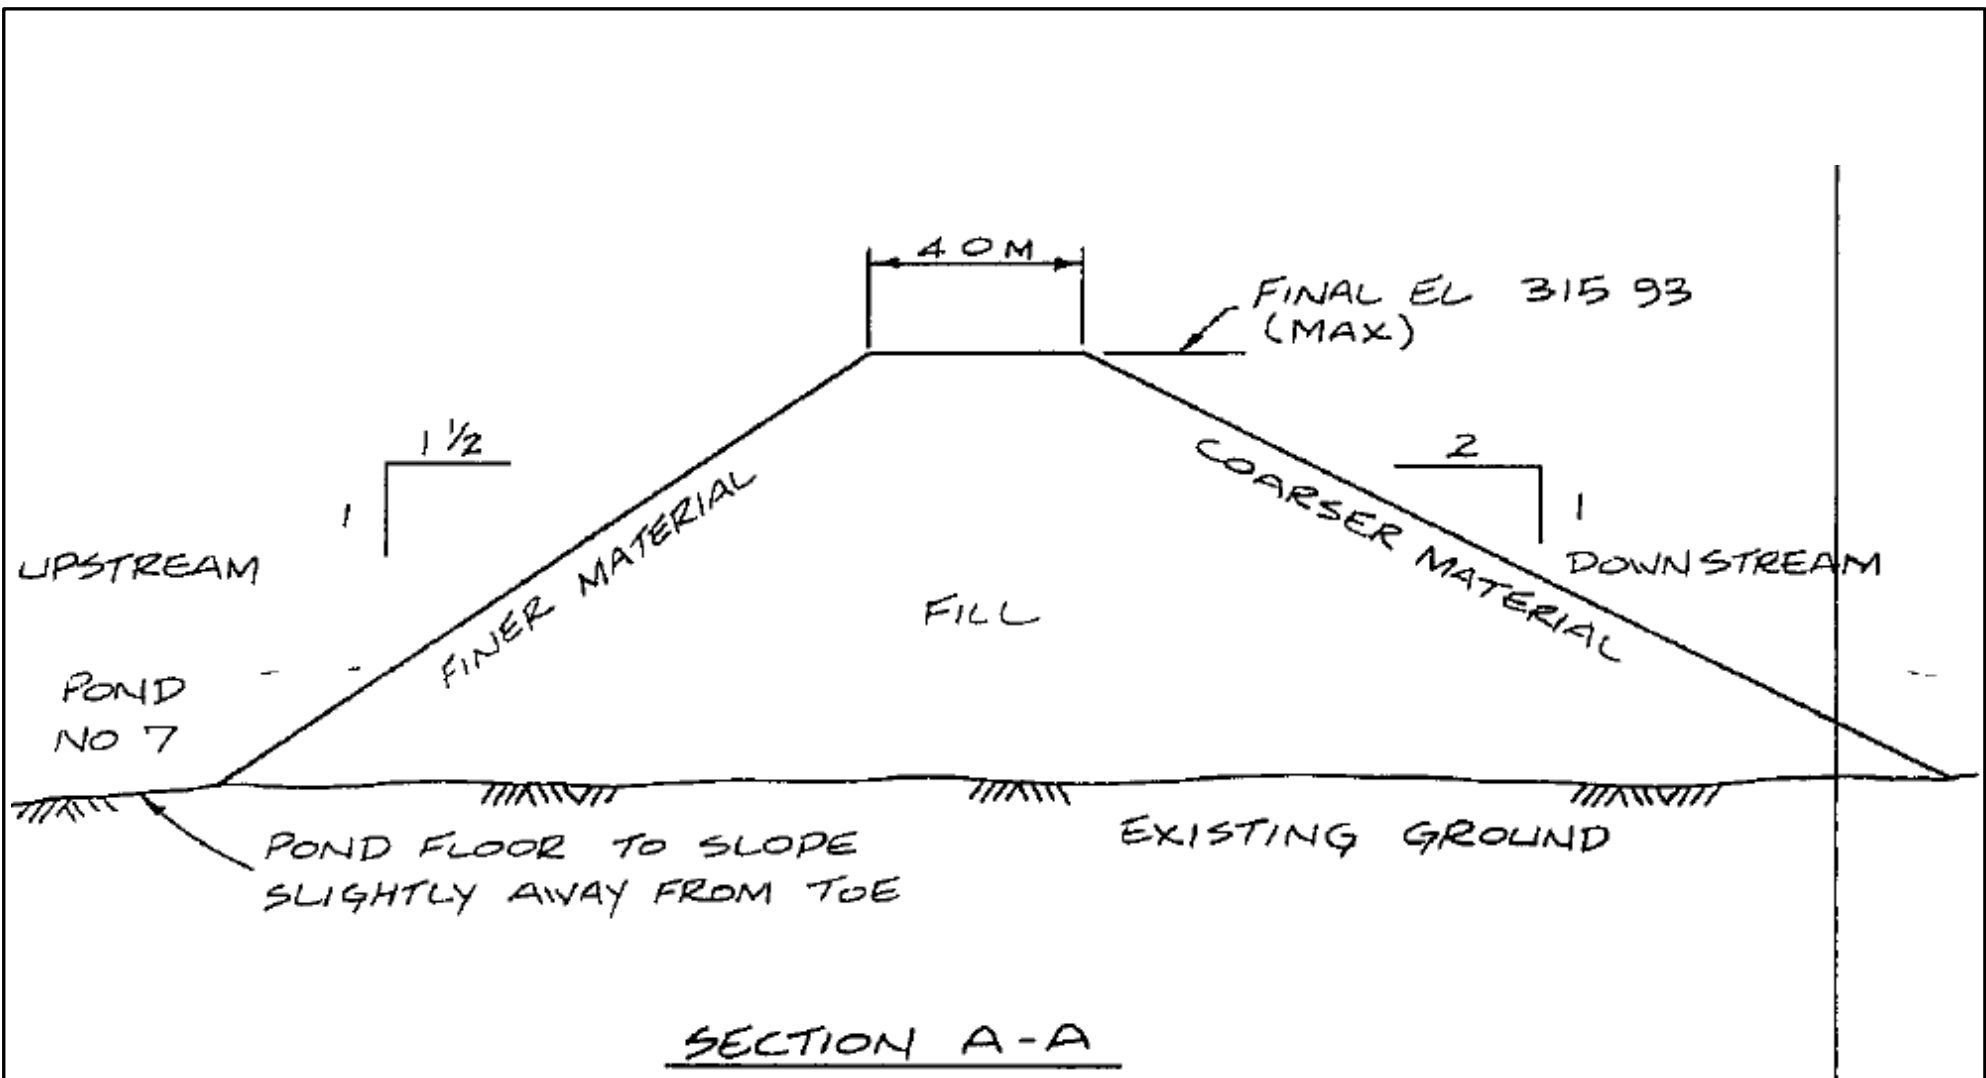 4 0 M
FINAL EL 315 93
(MAX)
1 1/2
1
2
1
FINER MATERIAL
COARSER MATERIAL
UPSTREAM
DOWNSTREAM
FILL
POND
NO 7
POND FLOOR TO SLOPE
SLIGHTLY AWAY FROM TOE
EXISTING GROUND
SECTION A-A